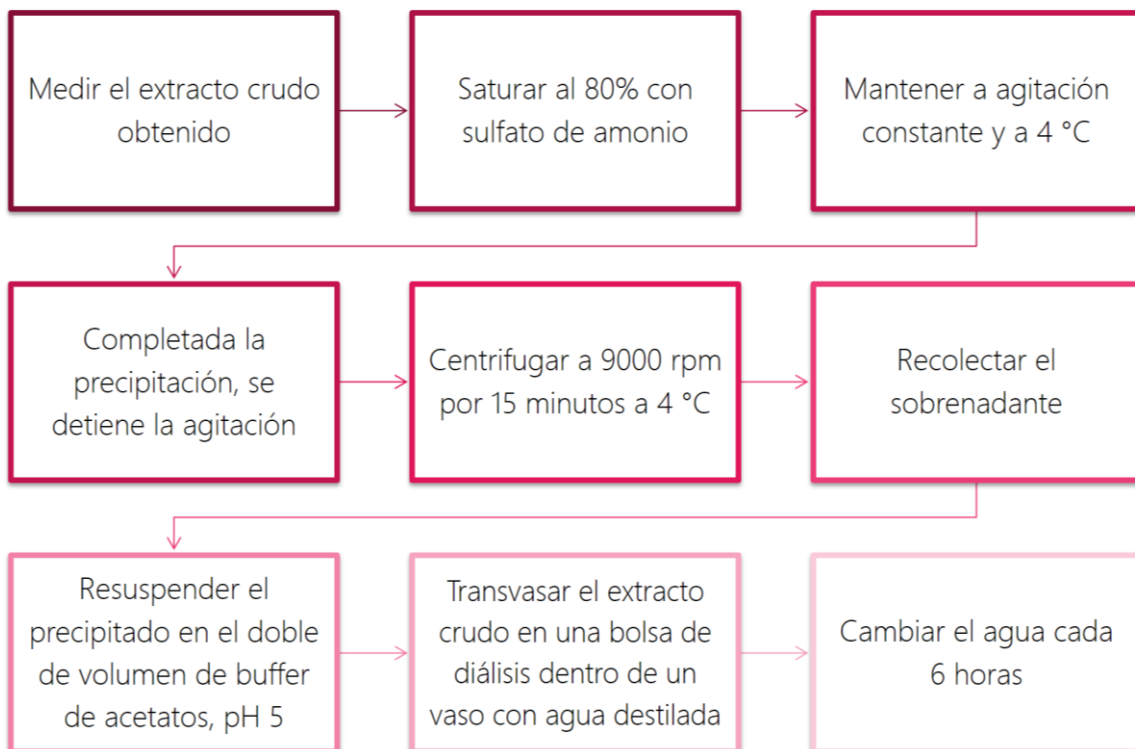 Medir el extracto crudo
obtenido
Saturar al 80% con
sulfato de amonio
Mantener a agitación
constante y a 4 °C
Completada la
precipitación, se
detiene la agitación
Centrifugar a 9000 rpm
por 15 minutos a 4 °C
Recolectar el
sobrenadante
Resuspender el
precipitado en el doble
de volumen de buffer
de acetatos, pH 5
Transvasar el extracto
crudo en una bolsa de
diálisis dentro de un
vaso con agua destilada
Cambiar el agua cada
6 horas